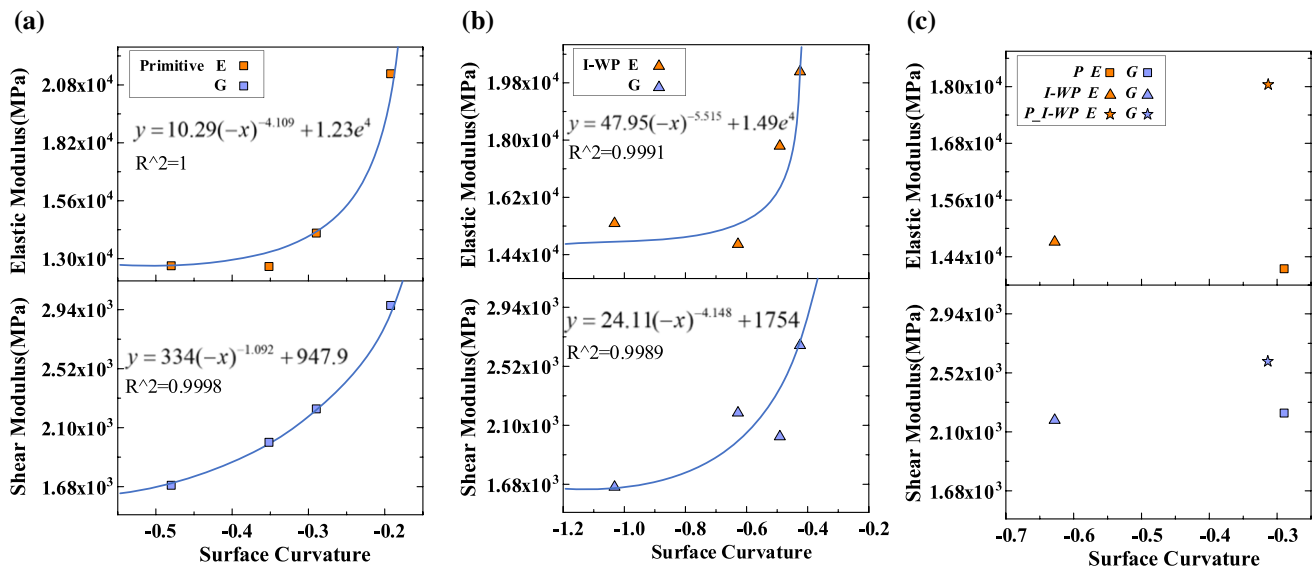 (a)
Primitive E
G
y = 10.29(-x)^-4.109 + 1.23e^4
R^2=1
2.08x10^4
1.82x10^4
1.56x10^4
1.30x10^4
Elastic Modulus(MPa)
y = 334(-x)^-1.092 + 947.9
R^2=0.9998
2.94x10^3
2.52x10^3
2.10x10^3
1.68x10^3
Shear Modulus(MPa)
-0.5 -0.4 -0.3 -0.2
Surface Curvature
(b)
I-WP E
G
y = 47.95(-x)^-5.515 + 1.49e^4
R^2=0.9991
1.98x10^4
1.80x10^4
1.62x10^4
1.44x10^4
Elastic Modulus(MPa)
y = 24.11(-x)^-4.148 + 1754
R^2=0.9989
2.94x10^3
2.52x10^3
2.10x10^3
1.68x10^3
Shear Modulus(MPa)
-1.2 -1.0 -0.8 -0.6 -0.4 -0.2
Surface Curvature
(c)
P E G
I-WP E G
P_I-WP E G
1.80x10^4
1.68x10^4
1.56x10^4
1.44x10^4
Elastic Modulus(MPa)
2.94x10^3
2.52x10^3
2.10x10^3
1.68x10^3
Shear Modulus(MPa)
-0.7 -0.6 -0.5 -0.4 -0.3
Surface Curvature